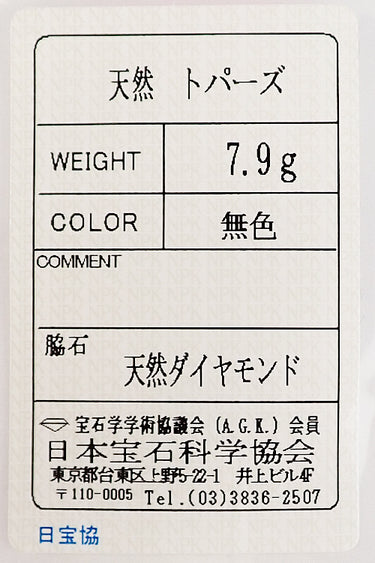 天然 トパーズ
WEIGHT 7.9g
COLOR 無色
COMMENT
脇石
天然ダイヤモンド
宝石学学術協議会 (A.G.K.) 会員
日本宝石科学協会
東京都台東区上野5-22-1 井上ビル4F
〒110-0005 Tel.(03)3836-2507
日宝協